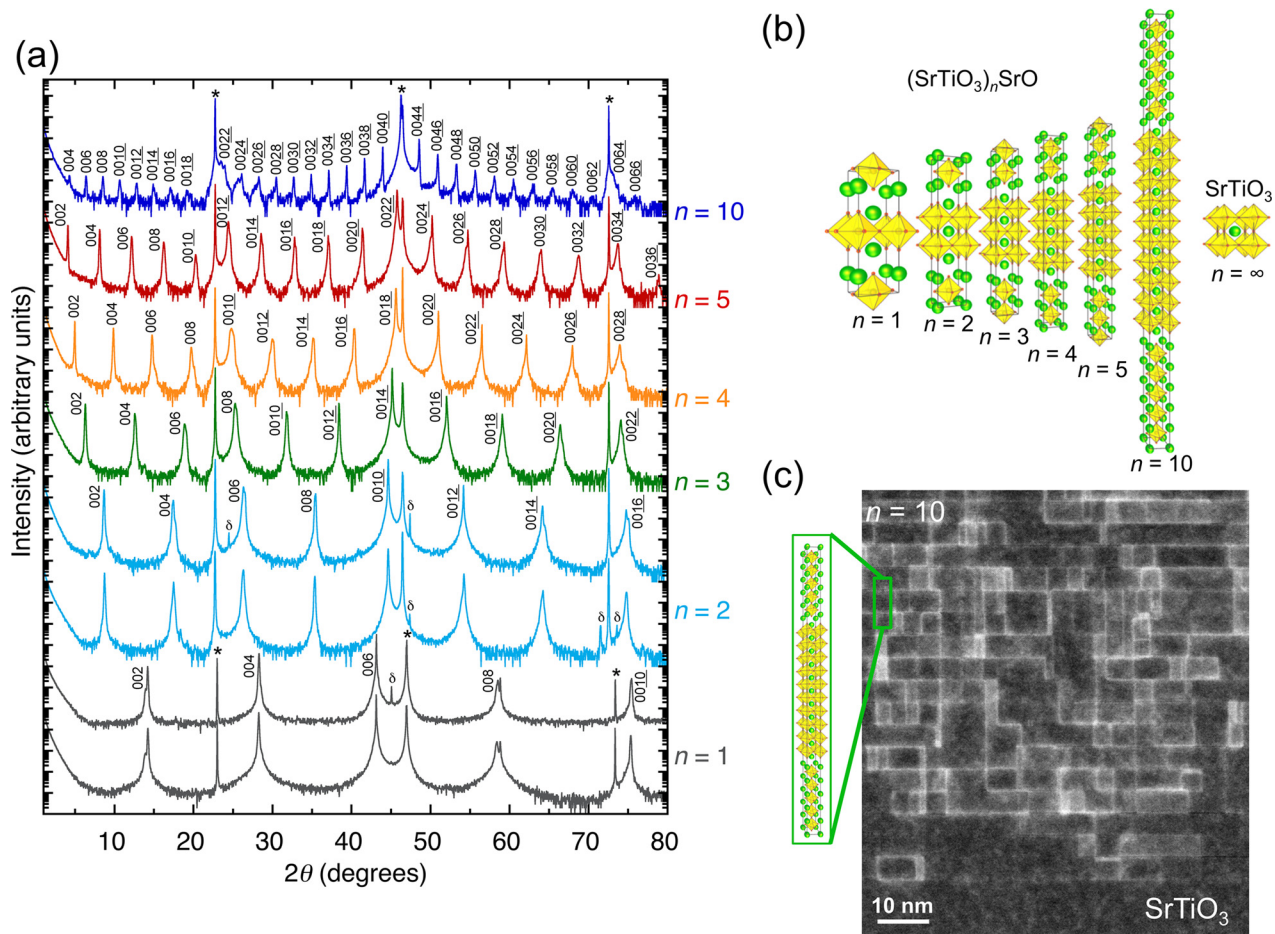 (a)
Intensity (arbitrary units)
* * *
004 006 008 0010 0012 0014 0016 0018 0022 0024 0026 0028 0030 0032 0034 0036 0038 0040 0044 0046 0048 0050 0052 0054 0056 0058 0060 0062 0064 0066
n = 10
002 004 006 008 0010 0012 0014 0016 0018 0020 0022 0024 0026 0028 0030 0032 0034 0036
n = 5
002 004 006 008 0010 0012 0014 0016 0018 0020 0022 0024 0026 0028
n = 4
002 004 006 008 0010 0012 0014 0016 0018 0020 0022
n = 3
002 004 δ 006 008 0010 δ 0012 0014 0016
n = 2
δ δ δ
* * *
002 004 006 δ 008 0010
n = 1
10 20 30 40 50 60 70 80
2θ (degrees)
(b)
(SrTiO3)nSrO
SrTiO3
n = 1
n = 2
n = 3
n = 4
n = 5
n = 10
n = ∞
(c)
n = 10
10 nm
SrTiO3